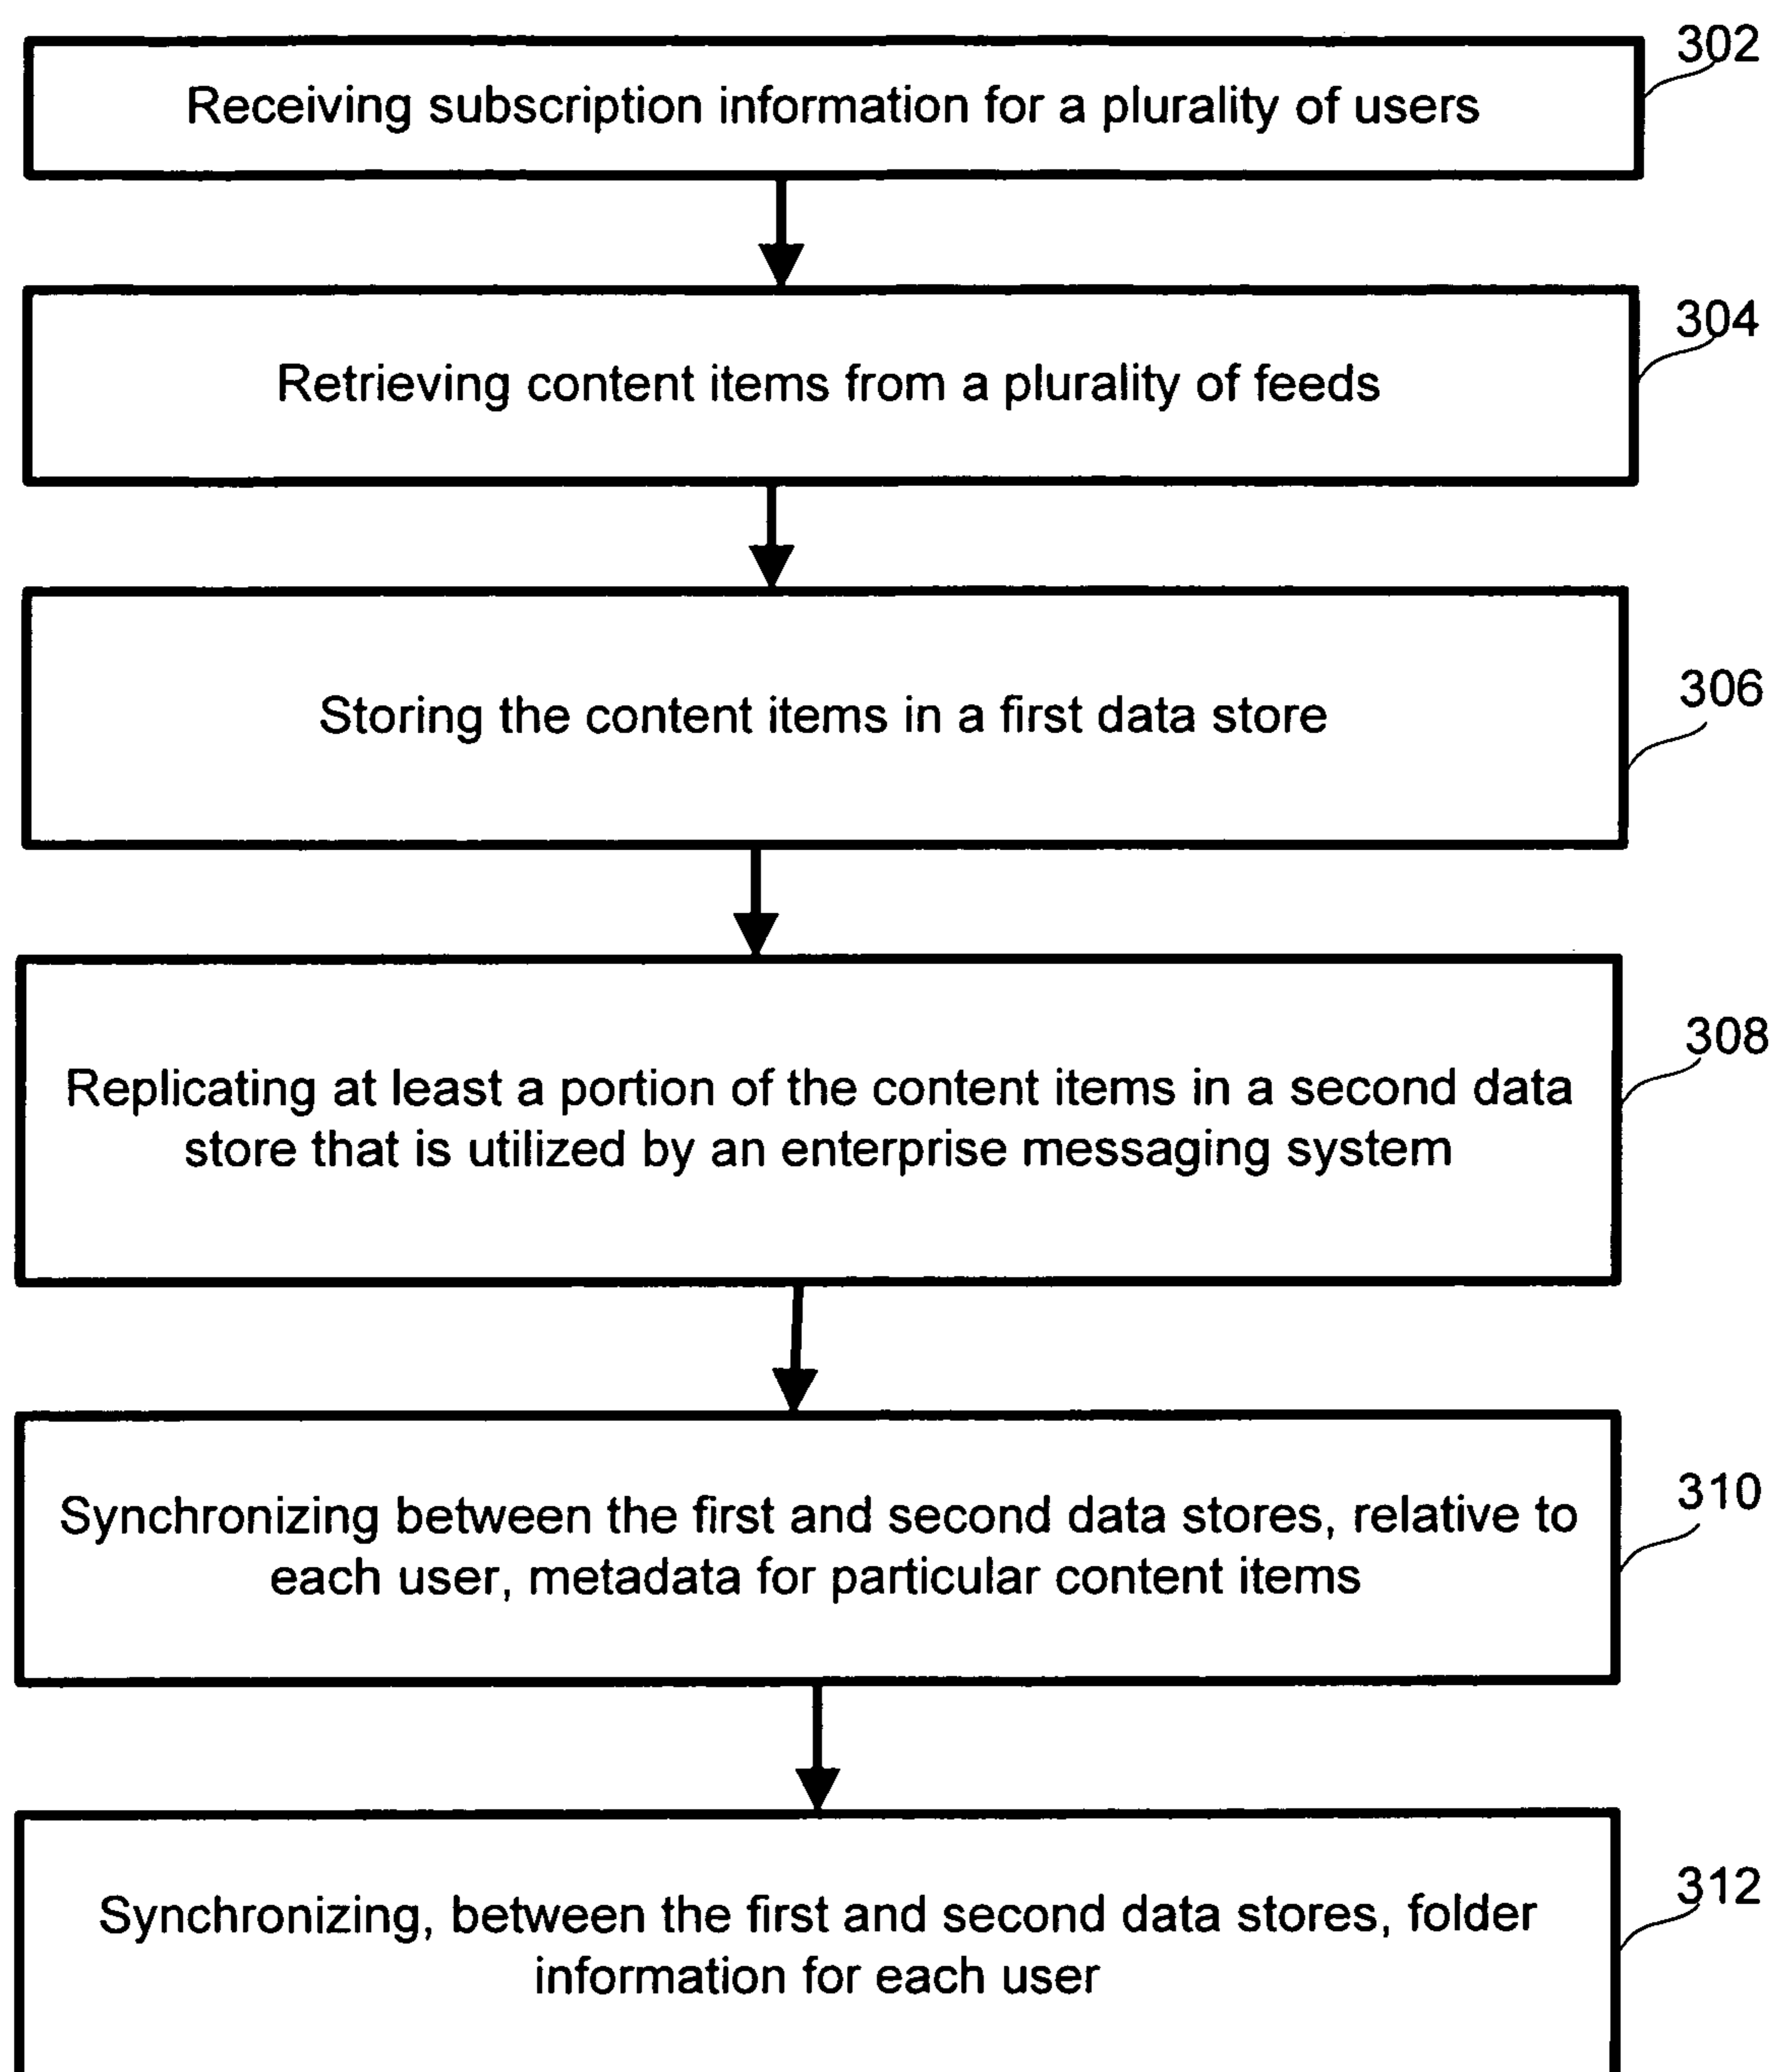 302
Receiving subscription information for a plurality of users
304
Retrieving content items from a plurality of feeds
306
Storing the content items in a first data store
308
Replicating at least a portion of the content items in a second data
store that is utilized by an enterprise messaging system
310
Synchronizing between the first and second data stores, relative to
each user, metadata for particular content items
312
Synchronizing, between the first and second data stores, folder
information for each user